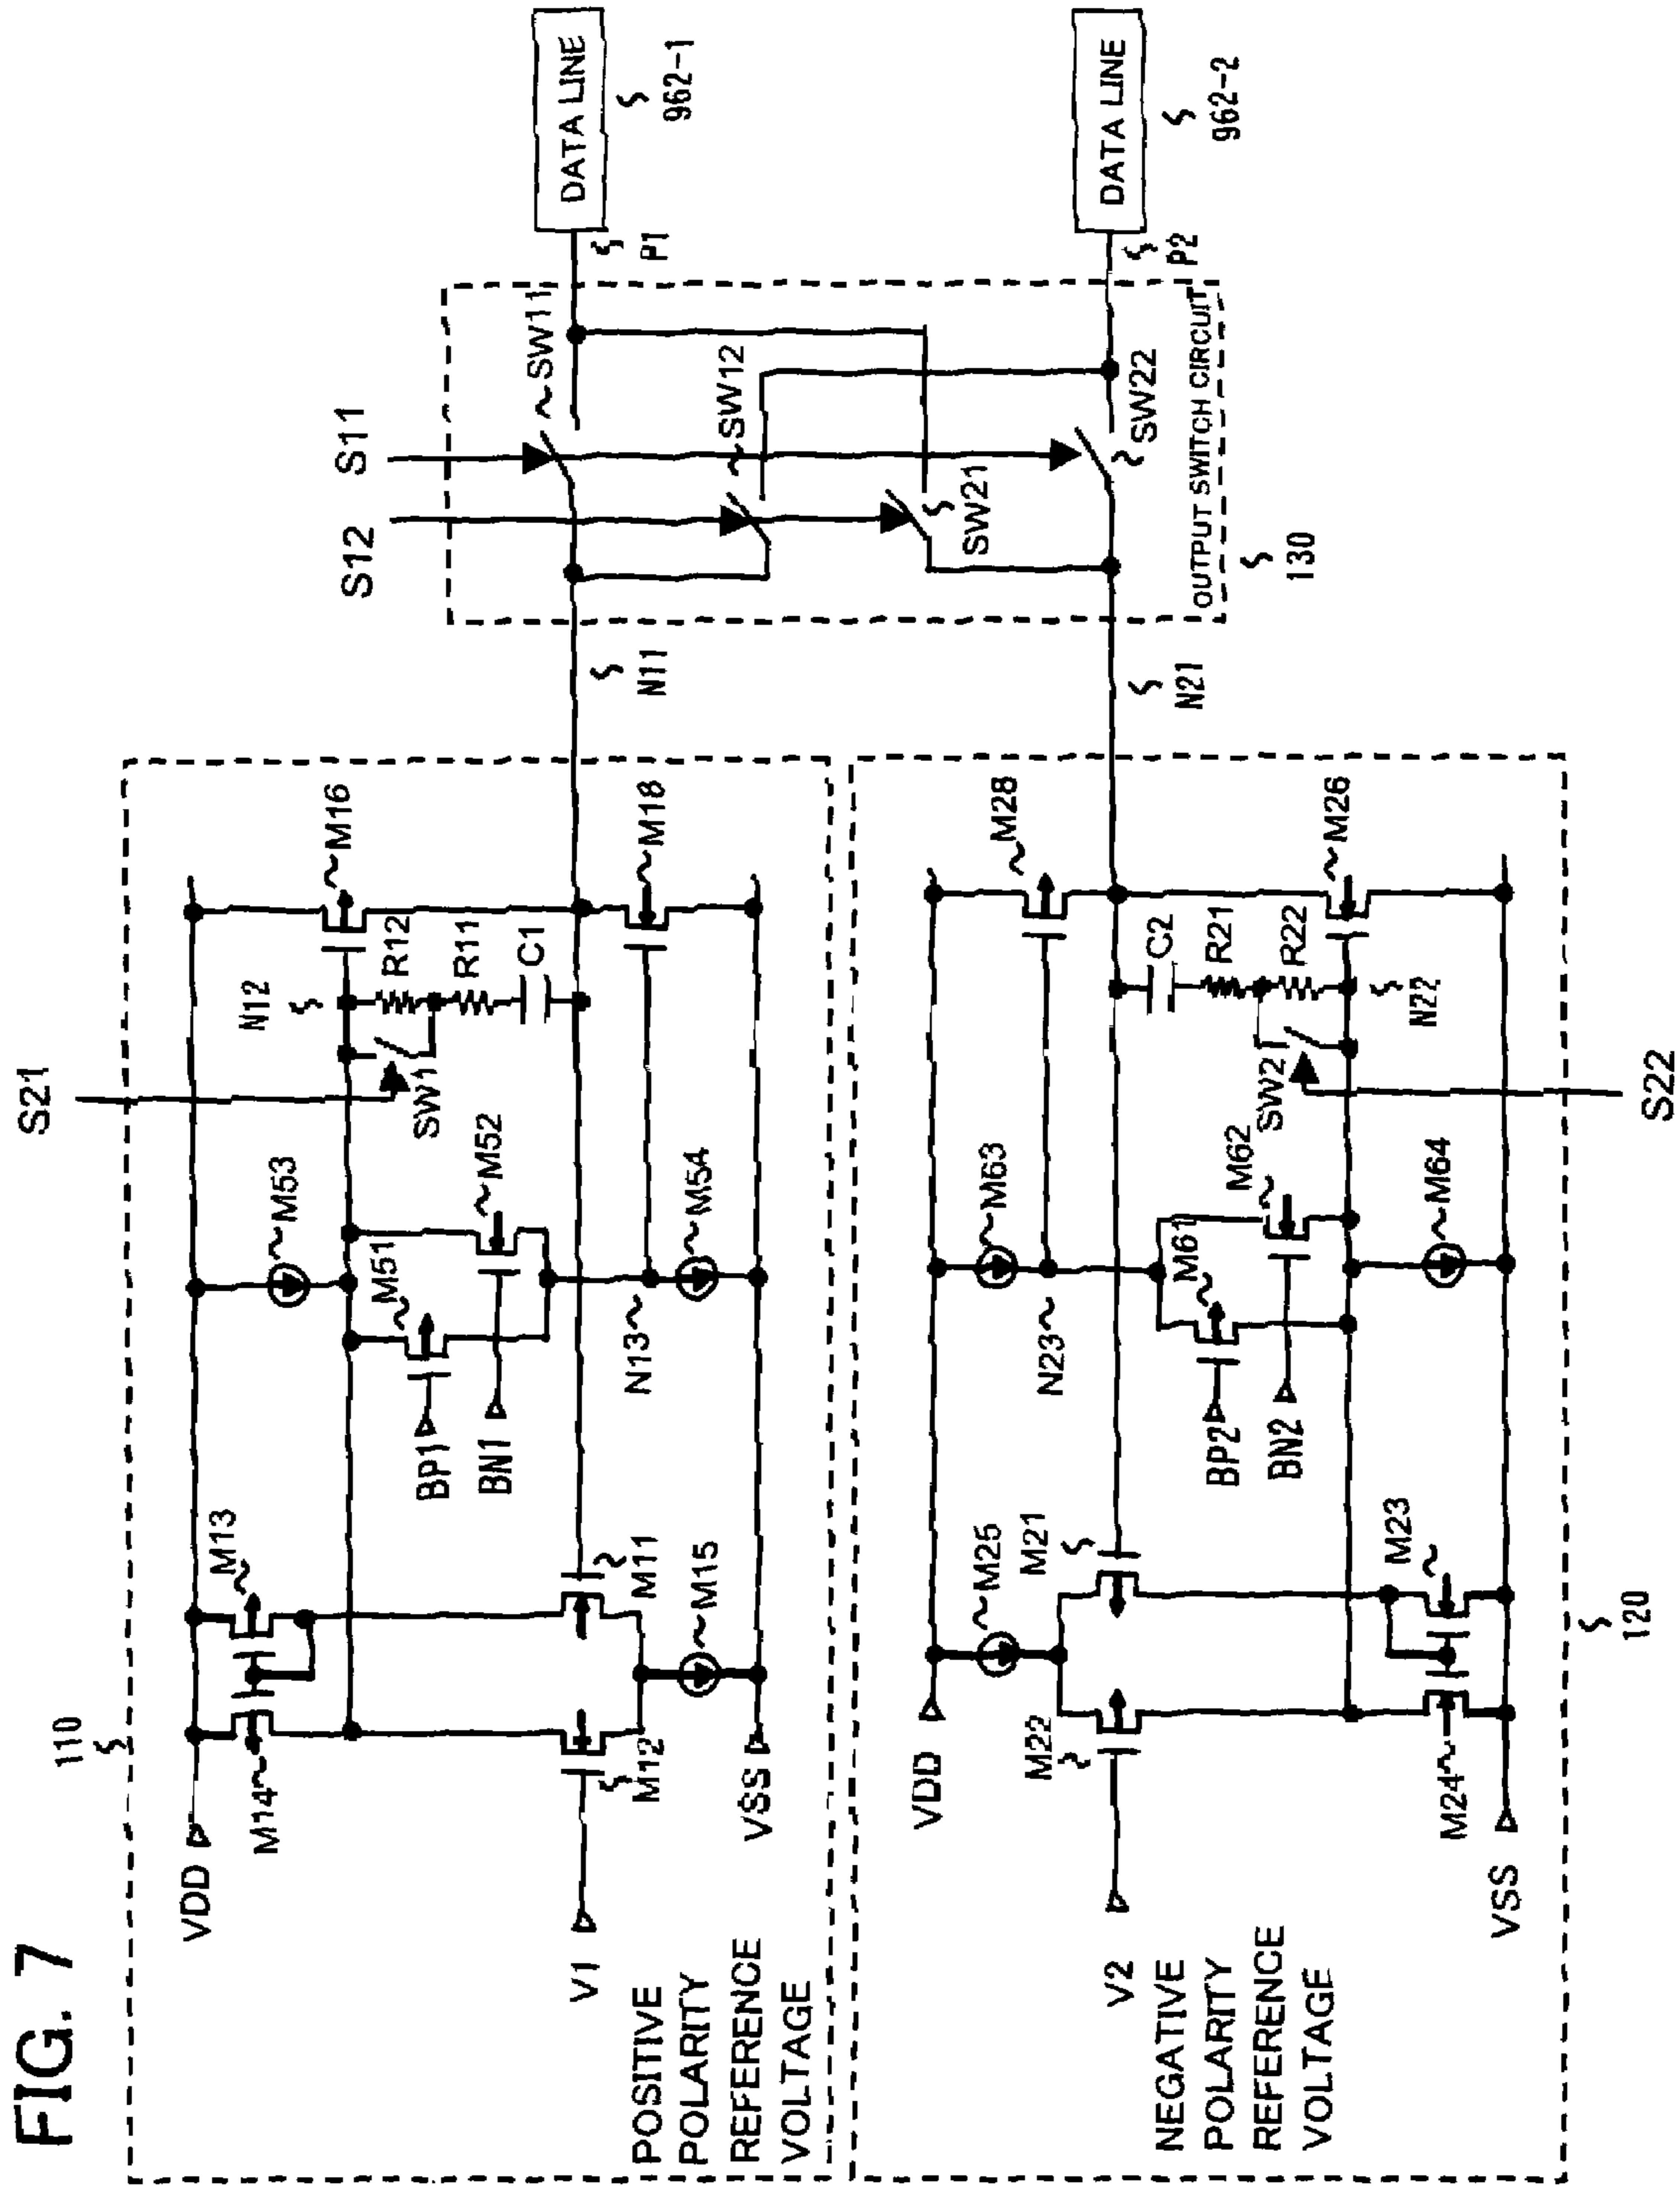 FIG. 7
110
S21
VDD
M14
M13
M53
N12
M16
R12
R11
C1
SW1
M51
M52
BP1
BN1
N13
M54
M18
V1
M12
M11
M15
VSS
POSITIVE
POLARITY
REFERENCE
VOLTAGE
N11
S12
S11
SW11
SW12
SW21
SW22
OUTPUT SWITCH CIRCUIT
130
P1
DATA LINE
962-1
P2
DATA LINE
962-2
N21
VDD
M25
M21
M22
M63
M28
N23
M61
M62
BP2
BN2
C2
R21
R22
SW2
N22
M26
M64
M23
M24
V2
NEGATIVE
POLARITY
REFERENCE
VOLTAGE
VSS
120
S22